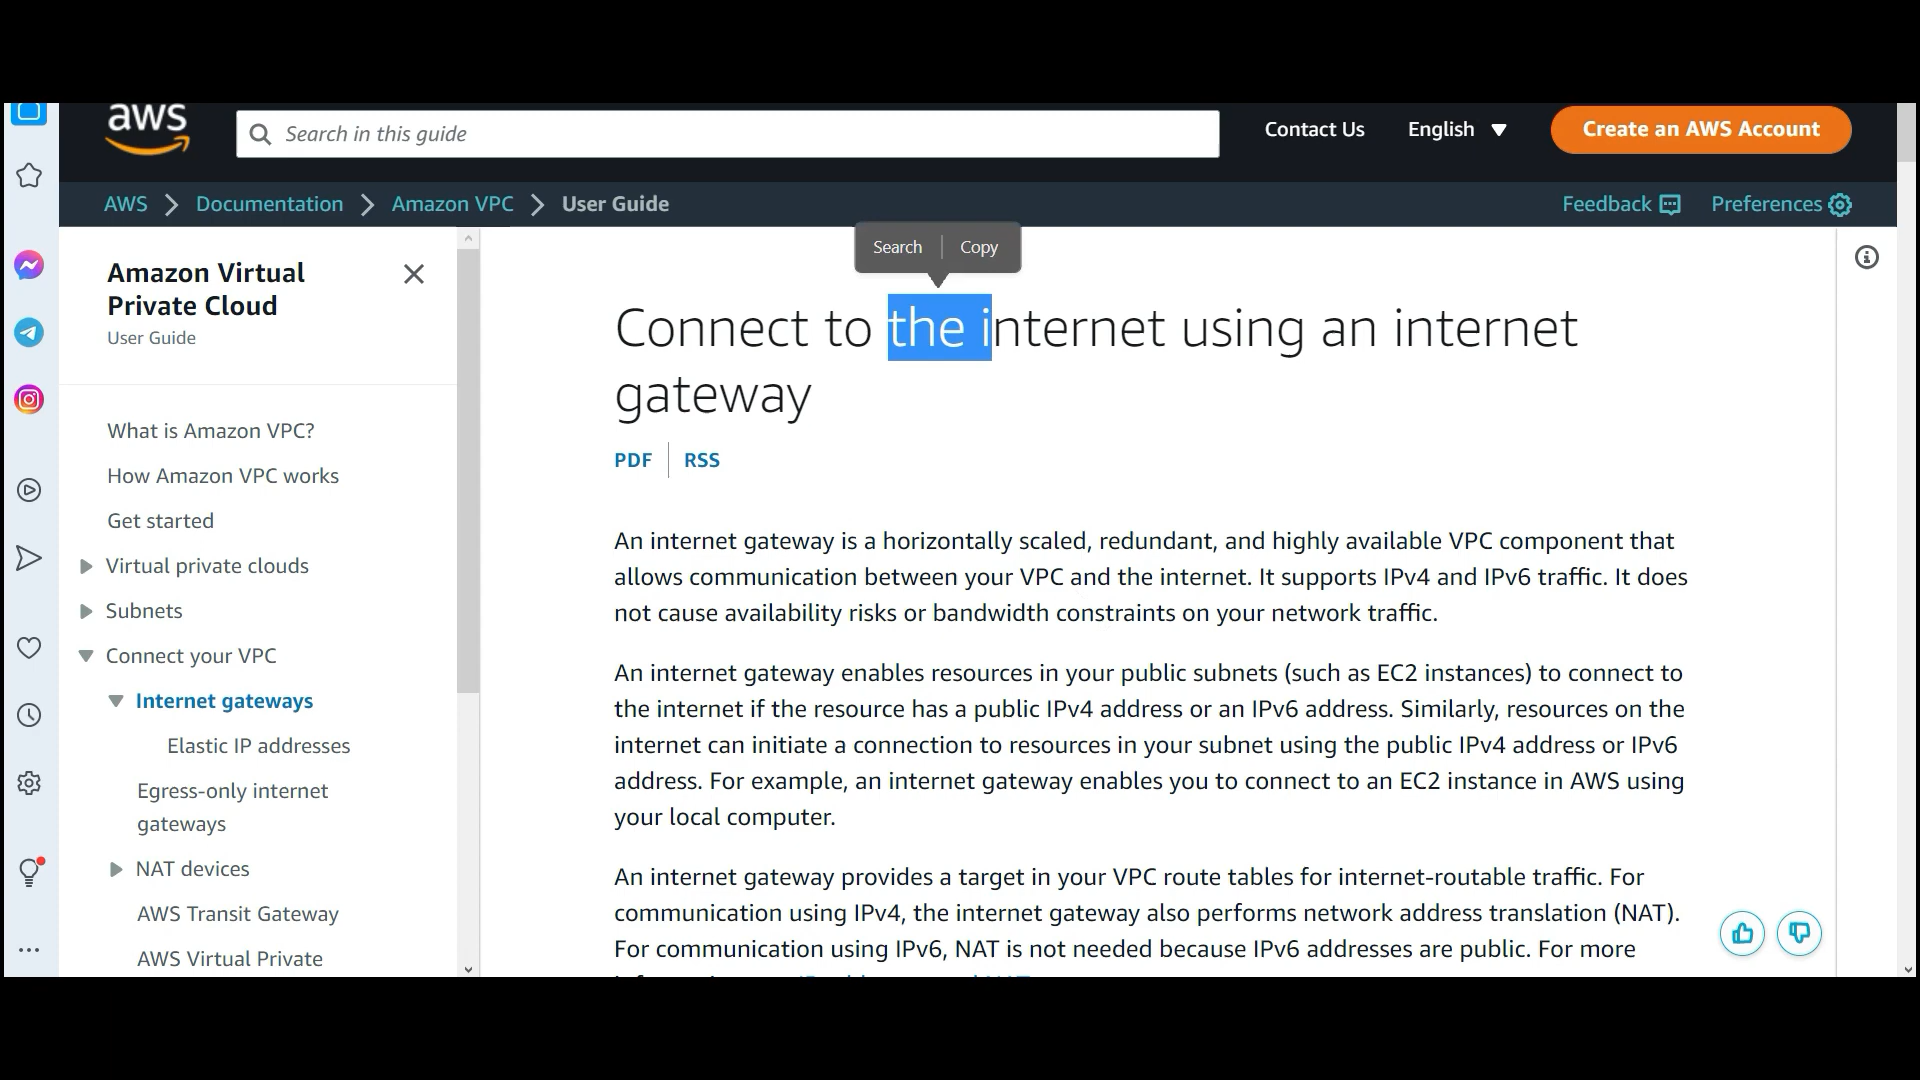 aws
Search in this guide
Contact Us
English
Create an AWS Account
AWS
Documentation
Amazon VPC
User Guide
Feedback
Preferences
Search
Copy
Amazon Virtual
Private Cloud
User Guide
What is Amazon VPC?
How Amazon VPC works
Get started
Virtual private clouds
Subnets
Connect your VPC
Internet gateways
Elastic IP addresses
Egress-only internet
gateways
NAT devices
AWS Transit Gateway
AWS Virtual Private
Connect to the internet using an internet
gateway
PDF
RSS
An internet gateway is a horizontally scaled, redundant, and highly available VPC component that
allows communication between your VPC and the internet. It supports IPv4 and IPv6 traffic. It does
not cause availability risks or bandwidth constraints on your network traffic.
An internet gateway enables resources in your public subnets (such as EC2 instances) to connect to
the internet if the resource has a public IPv4 address or an IPv6 address. Similarly, resources on the
internet can initiate a connection to resources in your subnet using the public IPv4 address or IPv6
address. For example, an internet gateway enables you to connect to an EC2 instance in AWS using
your local computer.
An internet gateway provides a target in your VPC route tables for internet-routable traffic. For
communication using IPv4, the internet gateway also performs network address translation (NAT).
For communication using IPv6, NAT is not needed because IPv6 addresses are public. For more